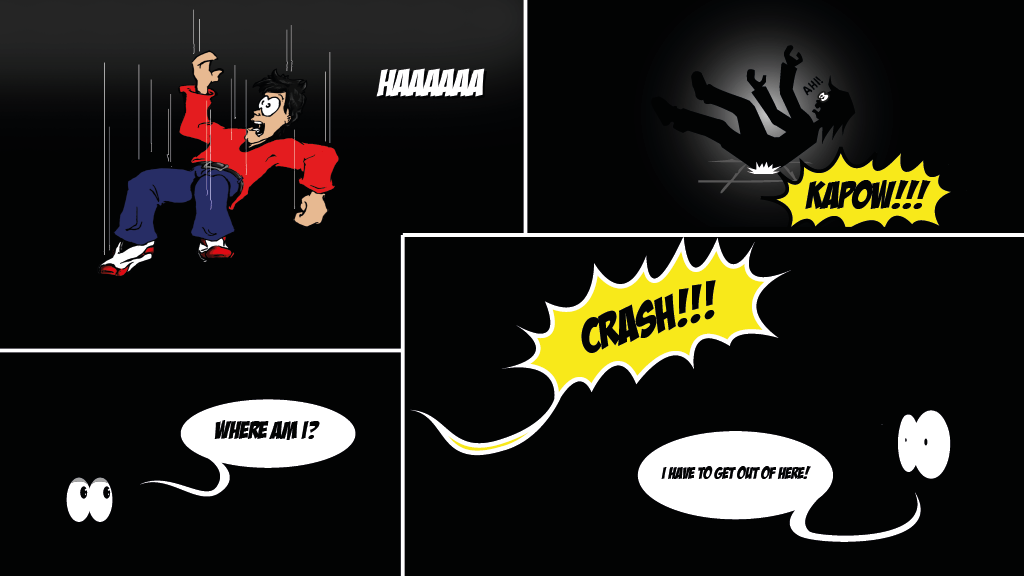 HAAAAAA
AH!!
KAPOW!!!
WHERE AM I?
CRASH!!!
I HAVE TO GET OUT OF HERE!